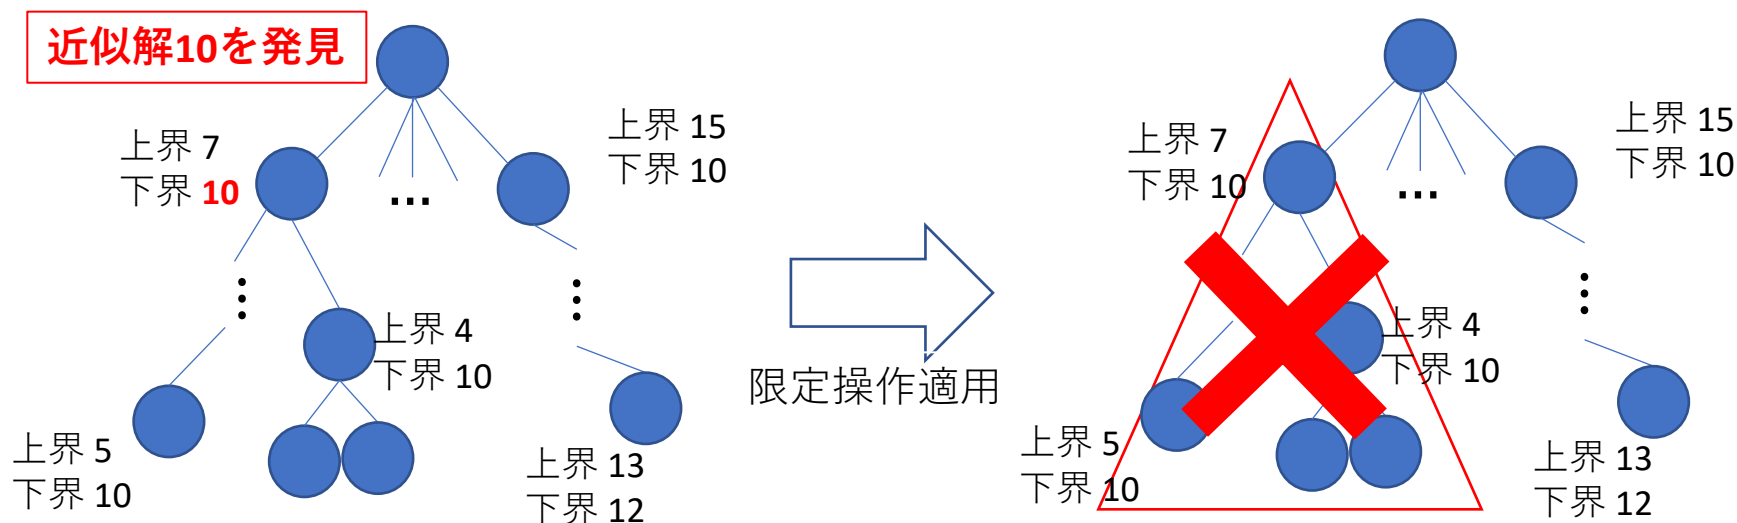 近似解10を発見
上界 7
下界 10
上界 15
下界 10
...
⋮
⋮
上界 4
下界 10
上界 5
下界 10
上界 13
下界 12
限定操作適用
上界 7
下界 10
上界 15
下界 10
...
⋮
上界 4
下界 10
上界 5
下界 10
上界 13
下界 12